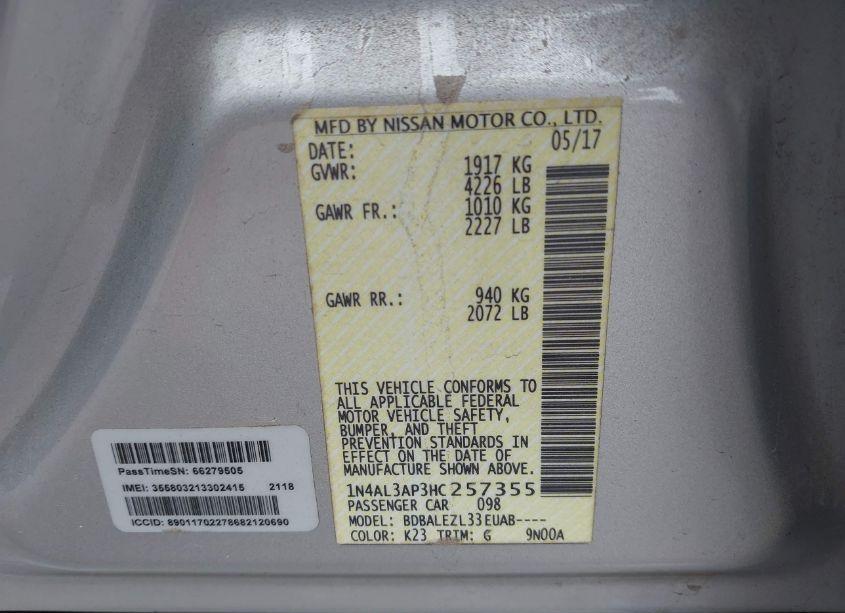 MFD BY NISSAN MOTOR CO., LTD.
DATE: 05/17
GVWR: 1917 KG
4226 LB
GAWR FR.: 1010 KG
2227 LB
GAWR RR.: 940 KG
2072 LB
THIS VEHICLE CONFORMS TO
ALL APPLICABLE FEDERAL
MOTOR VEHICLE SAFETY,
BUMPER, AND THEFT
PREVENTION STANDARDS IN
EFFECT ON THE DATE OF
MANUFACTURE SHOWN ABOVE.
1N4AL3AP3HC257355
PASSENGER CAR 098
MODEL: BDBALEZL33EUAB----
COLOR: K23 TRIM: G 9N00A
PassTimeSN: 66279505
IMEI: 355803213302415 2118
ICCID: 89011702278682120690